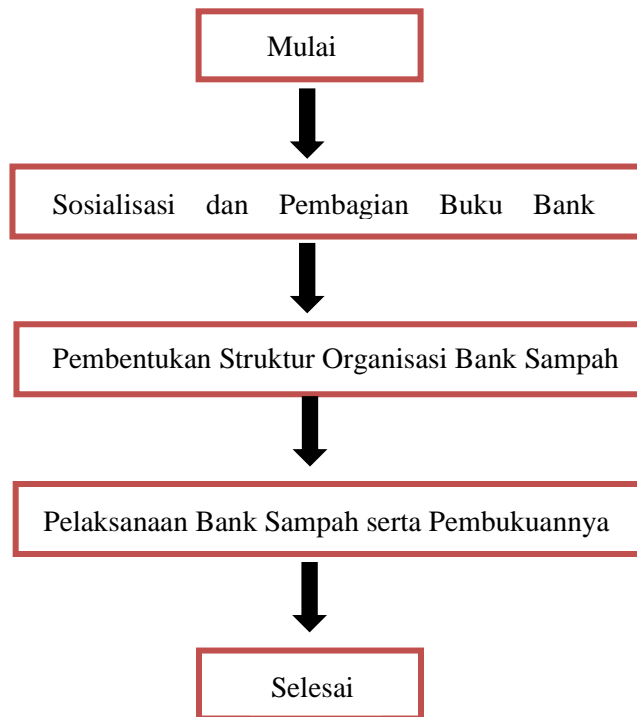 Mulai
Sosialisasi dan Pembagian Buku Bank
Pembentukan Struktur Organisasi Bank Sampah
Pelaksanaan Bank Sampah serta Pembukuannya
Selesai